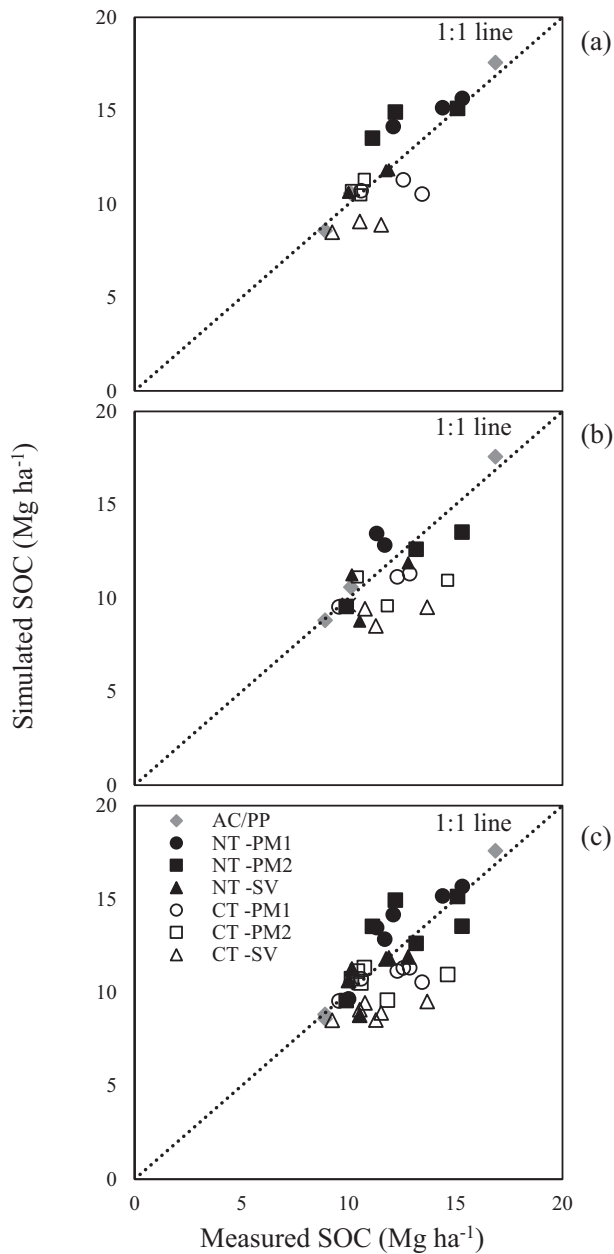 20
1:1 line
(a)
15
10
5
0
20
1:1 line
(b)
15
10
5
0
Simulated SOC (Mg ha⁻¹)
20
1:1 line
(c)
AC/PP
NT -PM1
NT -PM2
NT -SV
CT -PM1
CT -PM2
CT -SV
15
10
5
0
0 5 10 15 20
Measured SOC (Mg ha⁻¹)